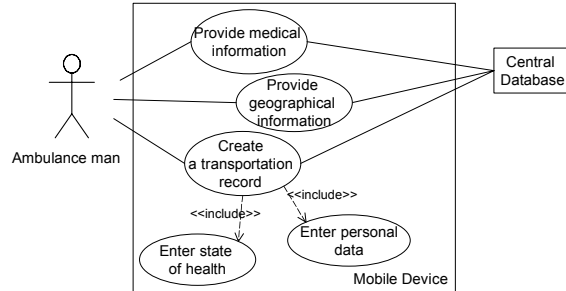 Provide medical
information
Central
Database
Provide
geographical
information
Ambulance man
Create
a transportation
record
<<include>>
<<include>>
Enter state
of health
Enter personal
data
Mobile Device